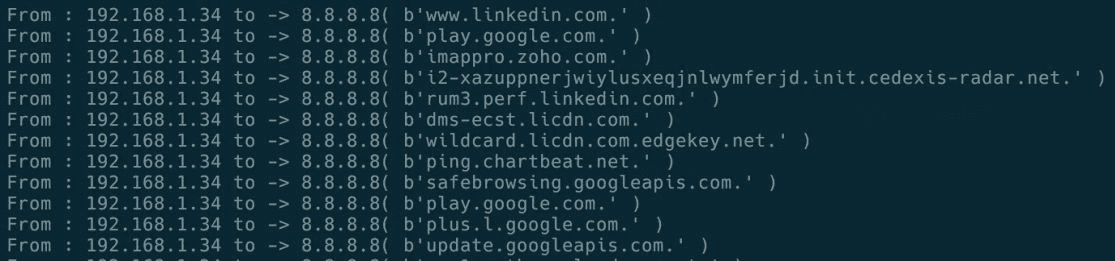 From : 192.168.1.34 to -> 8.8.8.8( b'www.linkedin.com.' )
From : 192.168.1.34 to -> 8.8.8.8( b'play.google.com.' )
From : 192.168.1.34 to -> 8.8.8.8( b'imappro.zoho.com.' )
From : 192.168.1.34 to -> 8.8.8.8( b'i2-xazuppnerjwiylusxeqjnlwymferjd.init.cedexis-radar.net.' )
From : 192.168.1.34 to -> 8.8.8.8( b'rum3.perf.linkedin.com.' )
From : 192.168.1.34 to -> 8.8.8.8( b'dms-ecst.licdn.com.' )
From : 192.168.1.34 to -> 8.8.8.8( b'wildcard.licdn.com.edgekey.net.' )
From : 192.168.1.34 to -> 8.8.8.8( b'ping.chartbeat.net.' )
From : 192.168.1.34 to -> 8.8.8.8( b'safebrowsing.googleapis.com.' )
From : 192.168.1.34 to -> 8.8.8.8( b'play.google.com.' )
From : 192.168.1.34 to -> 8.8.8.8( b'plus.l.google.com.' )
From : 192.168.1.34 to -> 8.8.8.8( b'update.googleapis.com.' )